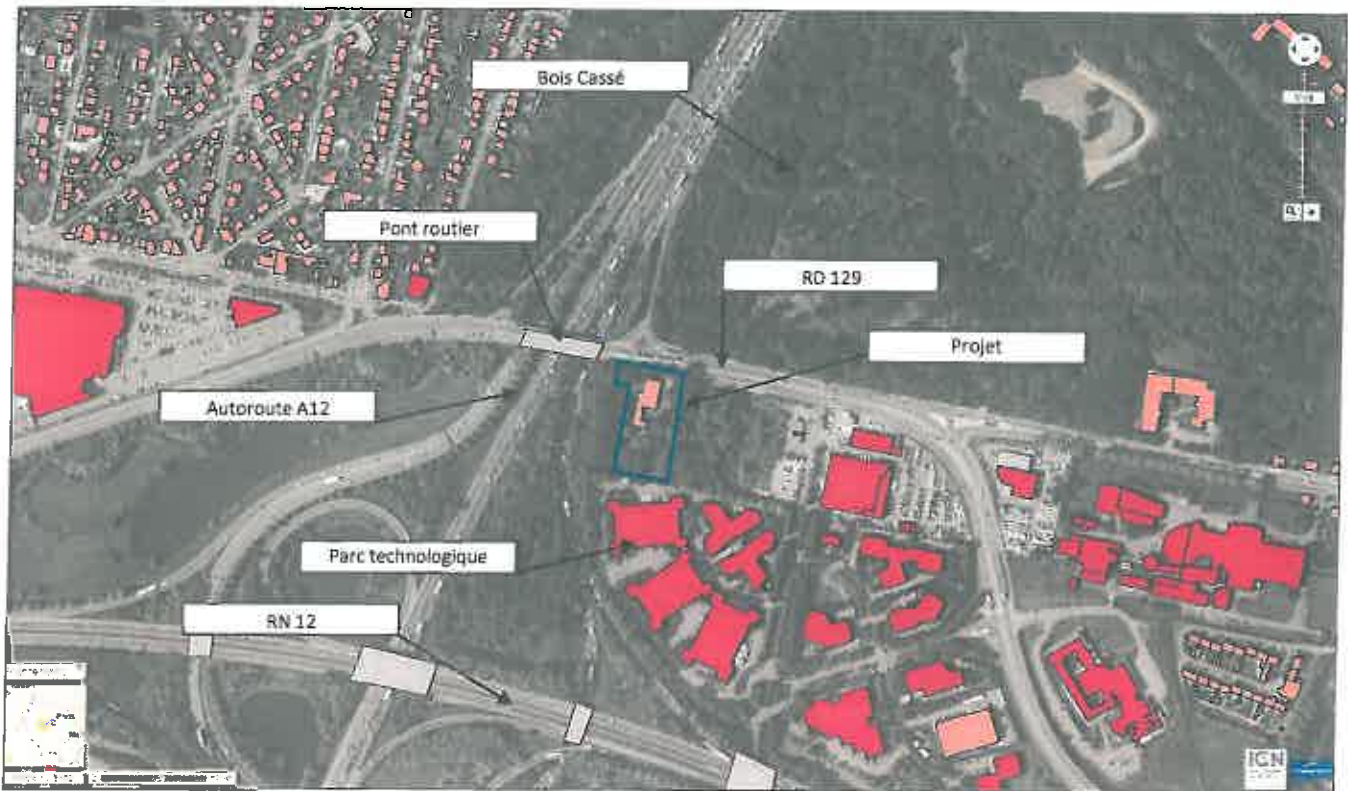 Bois Cassé
Pont routier
RD 129
Projet
Autoroute A12
Parc technologique
RN 12
IGN